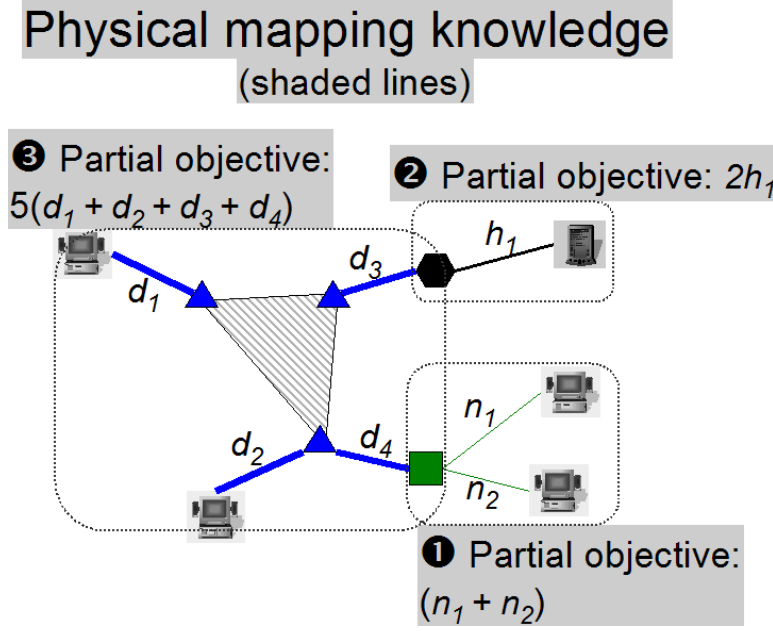 Physical mapping knowledge
(shaded lines)
❸ Partial objective:
5(d₁ + d₂ + d₃ + d₄)
❷ Partial objective: 2h₁
h₁
d₃
d₁
n₁
d₂
d₄
n₂
❶ Partial objective:
(n₁ + n₂)